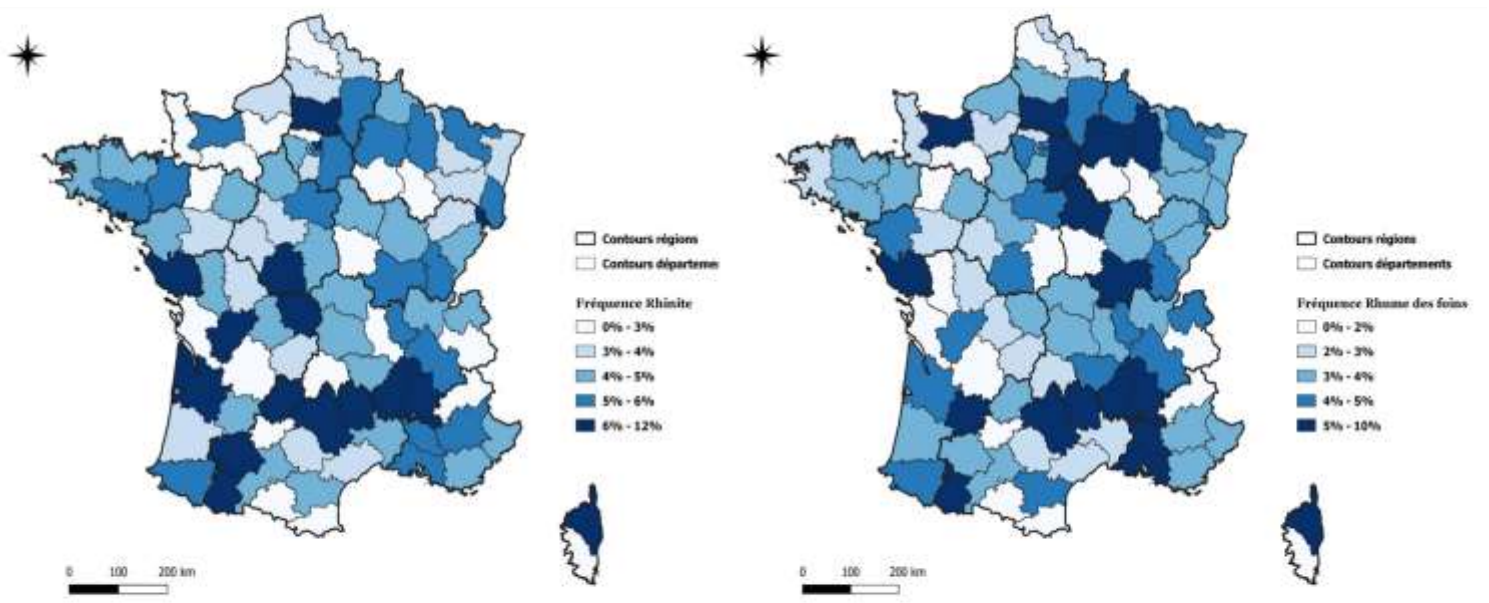 Contours régions
Contours départemen
Fréquence Rhinite
0% - 3%
3% - 4%
4% - 5%
5% - 6%
6% - 12%
0 100 200 km
Contours régions
Contours départements
Fréquence Rhume des foins
0% - 2%
2% - 3%
3% - 4%
4% - 5%
5% - 10%
0 100 200 km